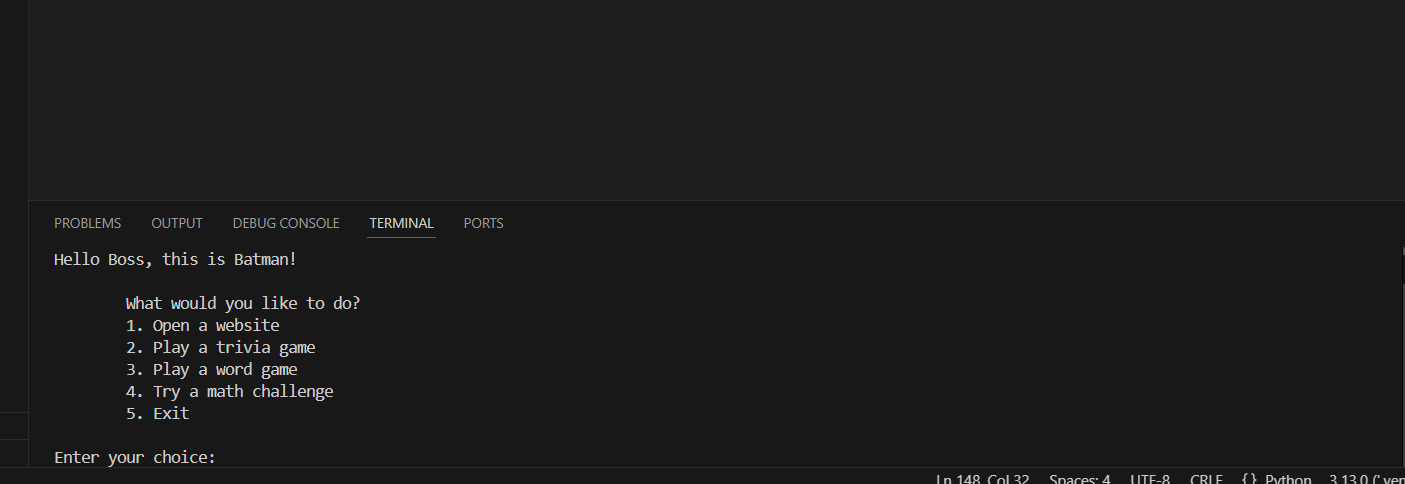 PROBLEMS OUTPUT DEBUG CONSOLE TERMINAL PORTS
Hello Boss, this is Batman!
What would you like to do?
1. Open a website
2. Play a trivia game
3. Play a word game
4. Try a math challenge
5. Exit
Enter your choice:
Ln 148, Col 32 Spaces: 4 UTF-8 CRLF {} Python 3.13.0 ('.ven